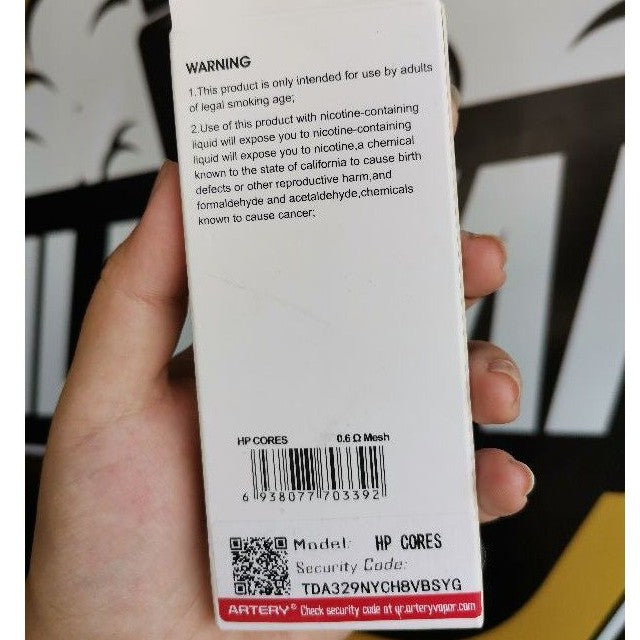 WARNING
1.This product is only intended for use by adults
of legal smoking age;
2.Use of this product with nicotine-containing
liquid will expose you to nicotine-containing
liquid will expose you to nicotine,a chemical
known to the state of california to cause birth
defects or other reproductive harm,and
formaldehyde and acetaldehyde,chemicals
known to cause cancer;
HP CORES 0.6 Ω Mesh
6 938077 703392
Model: HP CORES
Security Code:
TDA329NYCH8VBSYG
ARTERY® Check security code at qr.arteryvapor.com